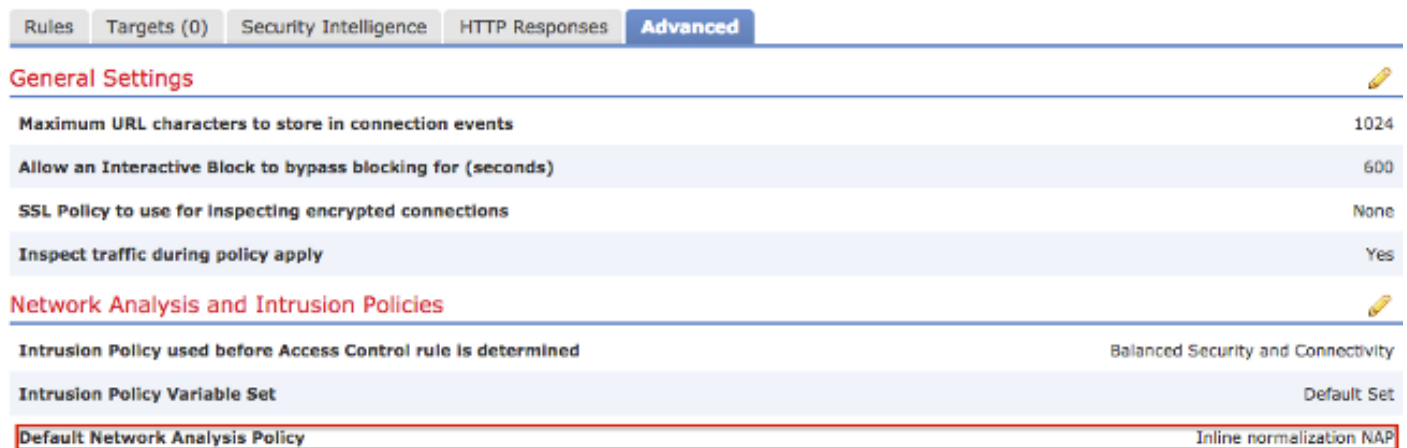 Rules Targets (0) Security Intelligence HTTP Responses Advanced
General Settings
Maximum URL characters to store in connection events 1024
Allow an Interactive Block to bypass blocking for (seconds) 600
SSL Policy to use for inspecting encrypted connections None
Inspect traffic during policy apply Yes
Network Analysis and Intrusion Policies
Intrusion Policy used before Access Control rule is determined Balanced Security and Connectivity
Intrusion Policy Variable Set Default Set
Default Network Analysis Policy Inline normalization NAP